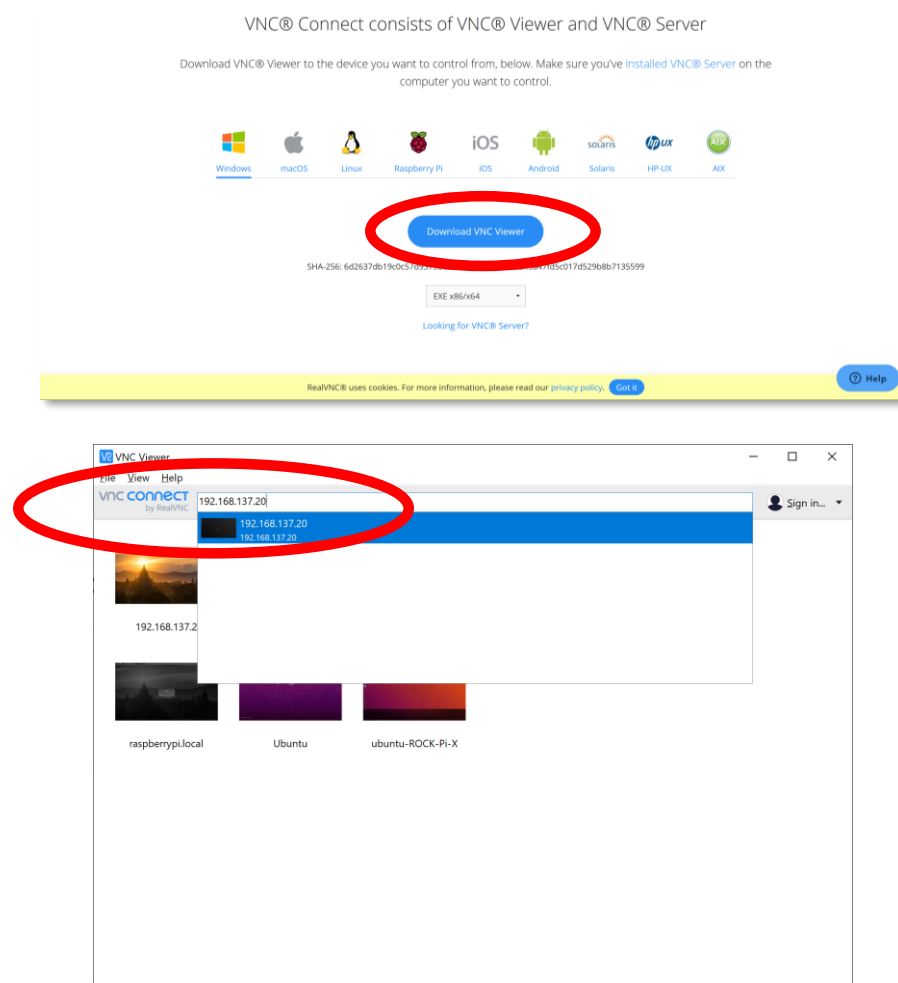 VNC® Connect consists of VNC® Viewer and VNC® Server
Download VNC® Viewer to the device you want to control from, below. Make sure you've installed VNC® Server on the
computer you want to control.
iOS solaris hp ux AIX
Windows macOS Linux Raspberry Pi iOS Android Solaris HP-UX AIX
Download VNC Viewer
SHA-256:
EXE x86/x64
Looking for VNC® Server?
? Help
RealVNC® uses cookies. For more information, please read our privacy policy. Got it
V2 VNC Viewer
File View Help
vnc connect
by RealVNC
192.168.137.20
Sign in...
192.168.137.20
192.168.137.20
192.168.137.2
raspberrypi.local Ubuntu ubuntu-ROCK-Pi-X